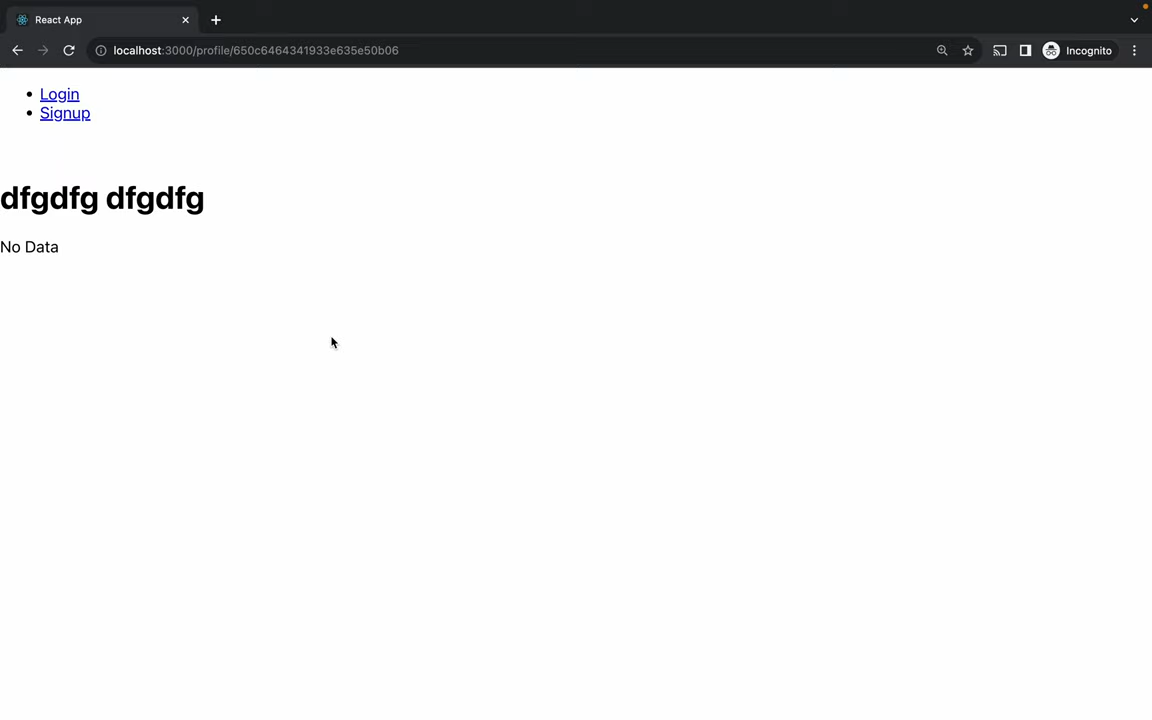 React App
localhost:3000/profile/650c6464341933e635e50b06
Incognito
Login
Signup
dfgdfg dfgdfg
No Data